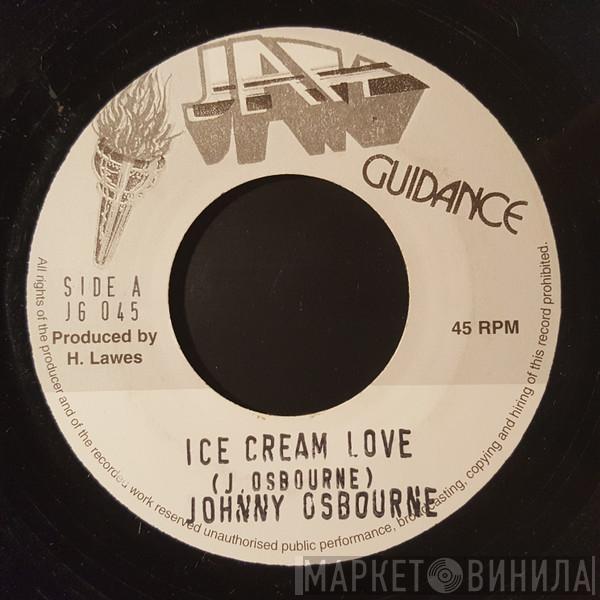 JAH
GUIDANCE
SIDE A
JG 045
Produced by
H. Lawes
45 RPM
ICE CREAM LOVE
(J. OSBOURNE)
JOHNNY OSBOURNE
All rights of the producer and of the recorded work reserved unauthorised public performance, broadcasting, copying and hiring of this record prohibited.
МАРКЕТ ВИНИЛА